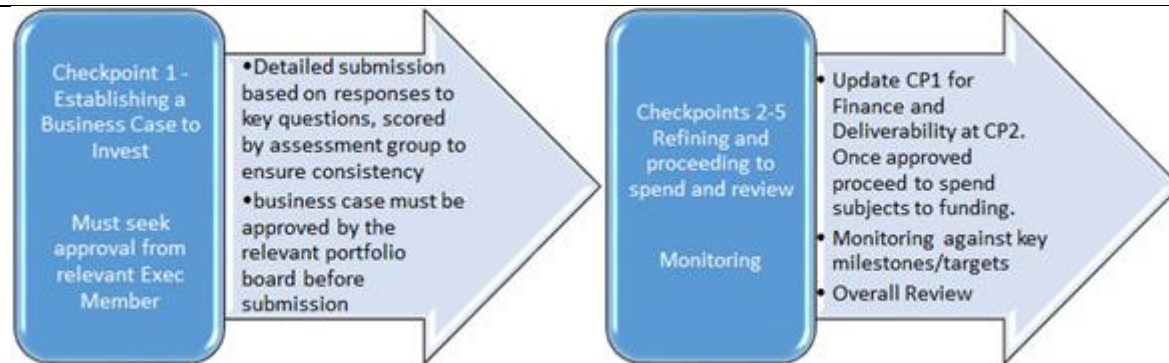 Checkpoint 1 -
Establishing a
Business Case to
Invest
Must seek
approval from
relevant Exec
Member
•Detailed submission
based on responses to
key questions, scored
by assessment group to
ensure consistency
•business case must be
approved by the
relevant portfolio
board before
submission
Checkpoints 2-5
Refining and
proceeding to
spend and review
Monitoring
• Update CP1 for
Finance and
Deliverability at CP2.
Once approved
proceed to spend
subjects to funding.
• Monitoring against key
milestones/targets
• Overall Review